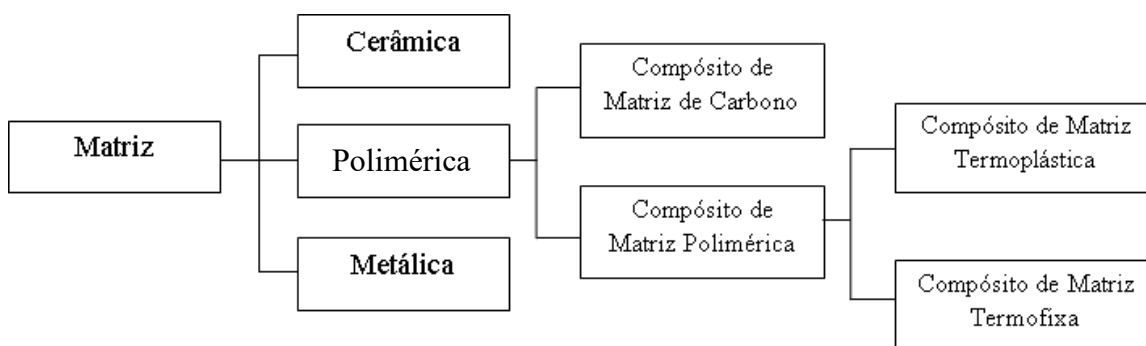 Matriz
Cerâmica
Polimérica
Metálica
Compósito de
Matriz de Carbono
Compósito de
Matriz Polimérica
Compósito de Matriz
Termoplástica
Compósito de Matriz
Termofixa